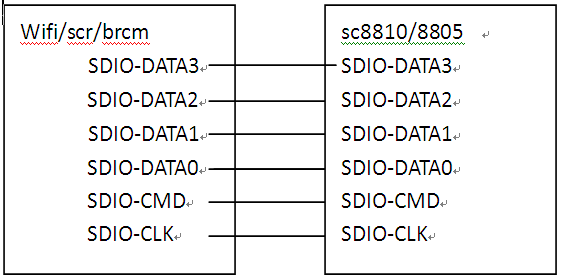 Wifi/scr/brcm
SDIO-DATA3
SDIO-DATA2
SDIO-DATA1
SDIO-DATA0
SDIO-CMD
SDIO-CLK
sc8810/8805
SDIO-DATA3
SDIO-DATA2
SDIO-DATA1
SDIO-DATA0
SDIO-CMD
SDIO-CLK